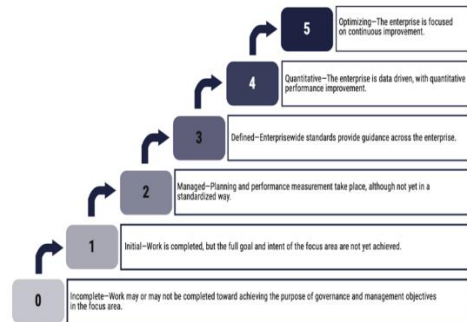 5
Optimizing—The enterprise is focused
on continuous improvement.
4
Quantitative—The enterprise is data driven, with quantitative
performance improvement.
3
Defined—Enterprisewide standards provide guidance across the enterprise.
2
Managed—Planning and performance measurement take place, although not yet in a
standardized way.
1
Initial—Work is completed, but the full goal and intent of the focus area are not yet achieved.
0
Incomplete—Work may or may not be completed toward achieving the purpose of governance and management objectives
in the focus area.